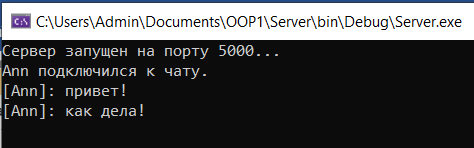 C:\Users\Admin\Documents\OOP1\Server\bin\Debug\Server.exe
Сервер запущен на порту 5000...
Ann подключился к чату.
[Ann]: привет!
[Ann]: как дела!